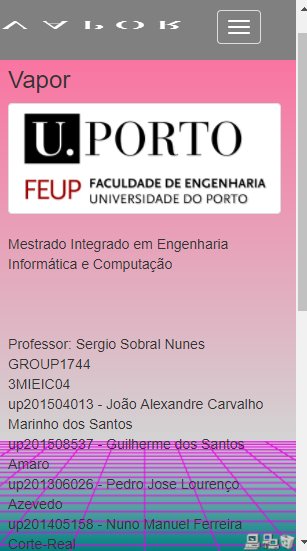 VAPOR
Vapor
U.PORTO
FEUP FACULDADE DE ENGENHARIA
UNIVERSIDADE DO PORTO
Mestrado Integrado em Engenharia
Informática e Computação
Professor: Sergio Sobral Nunes
GROUP1744
3MIEIC04
up201504013 - João Alexandre Carvalho
Marinho dos Santos
up201508537 - Guilherme dos Santos
Amaro
up201306026 - Pedro Jose Lourenço
Azevedo
up201405158 - Nuno Manuel Ferreira
Corte-Real